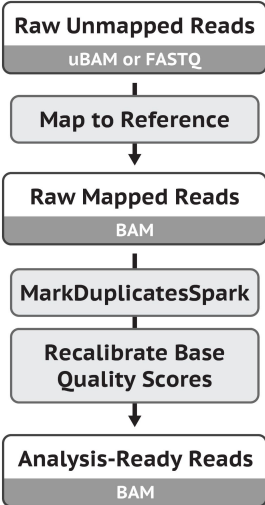 Raw Unmapped Reads
uBAM or FASTQ
Map to Reference
Raw Mapped Reads
BAM
MarkDuplicatesSpark
Recalibrate Base
Quality Scores
Analysis-Ready Reads
BAM